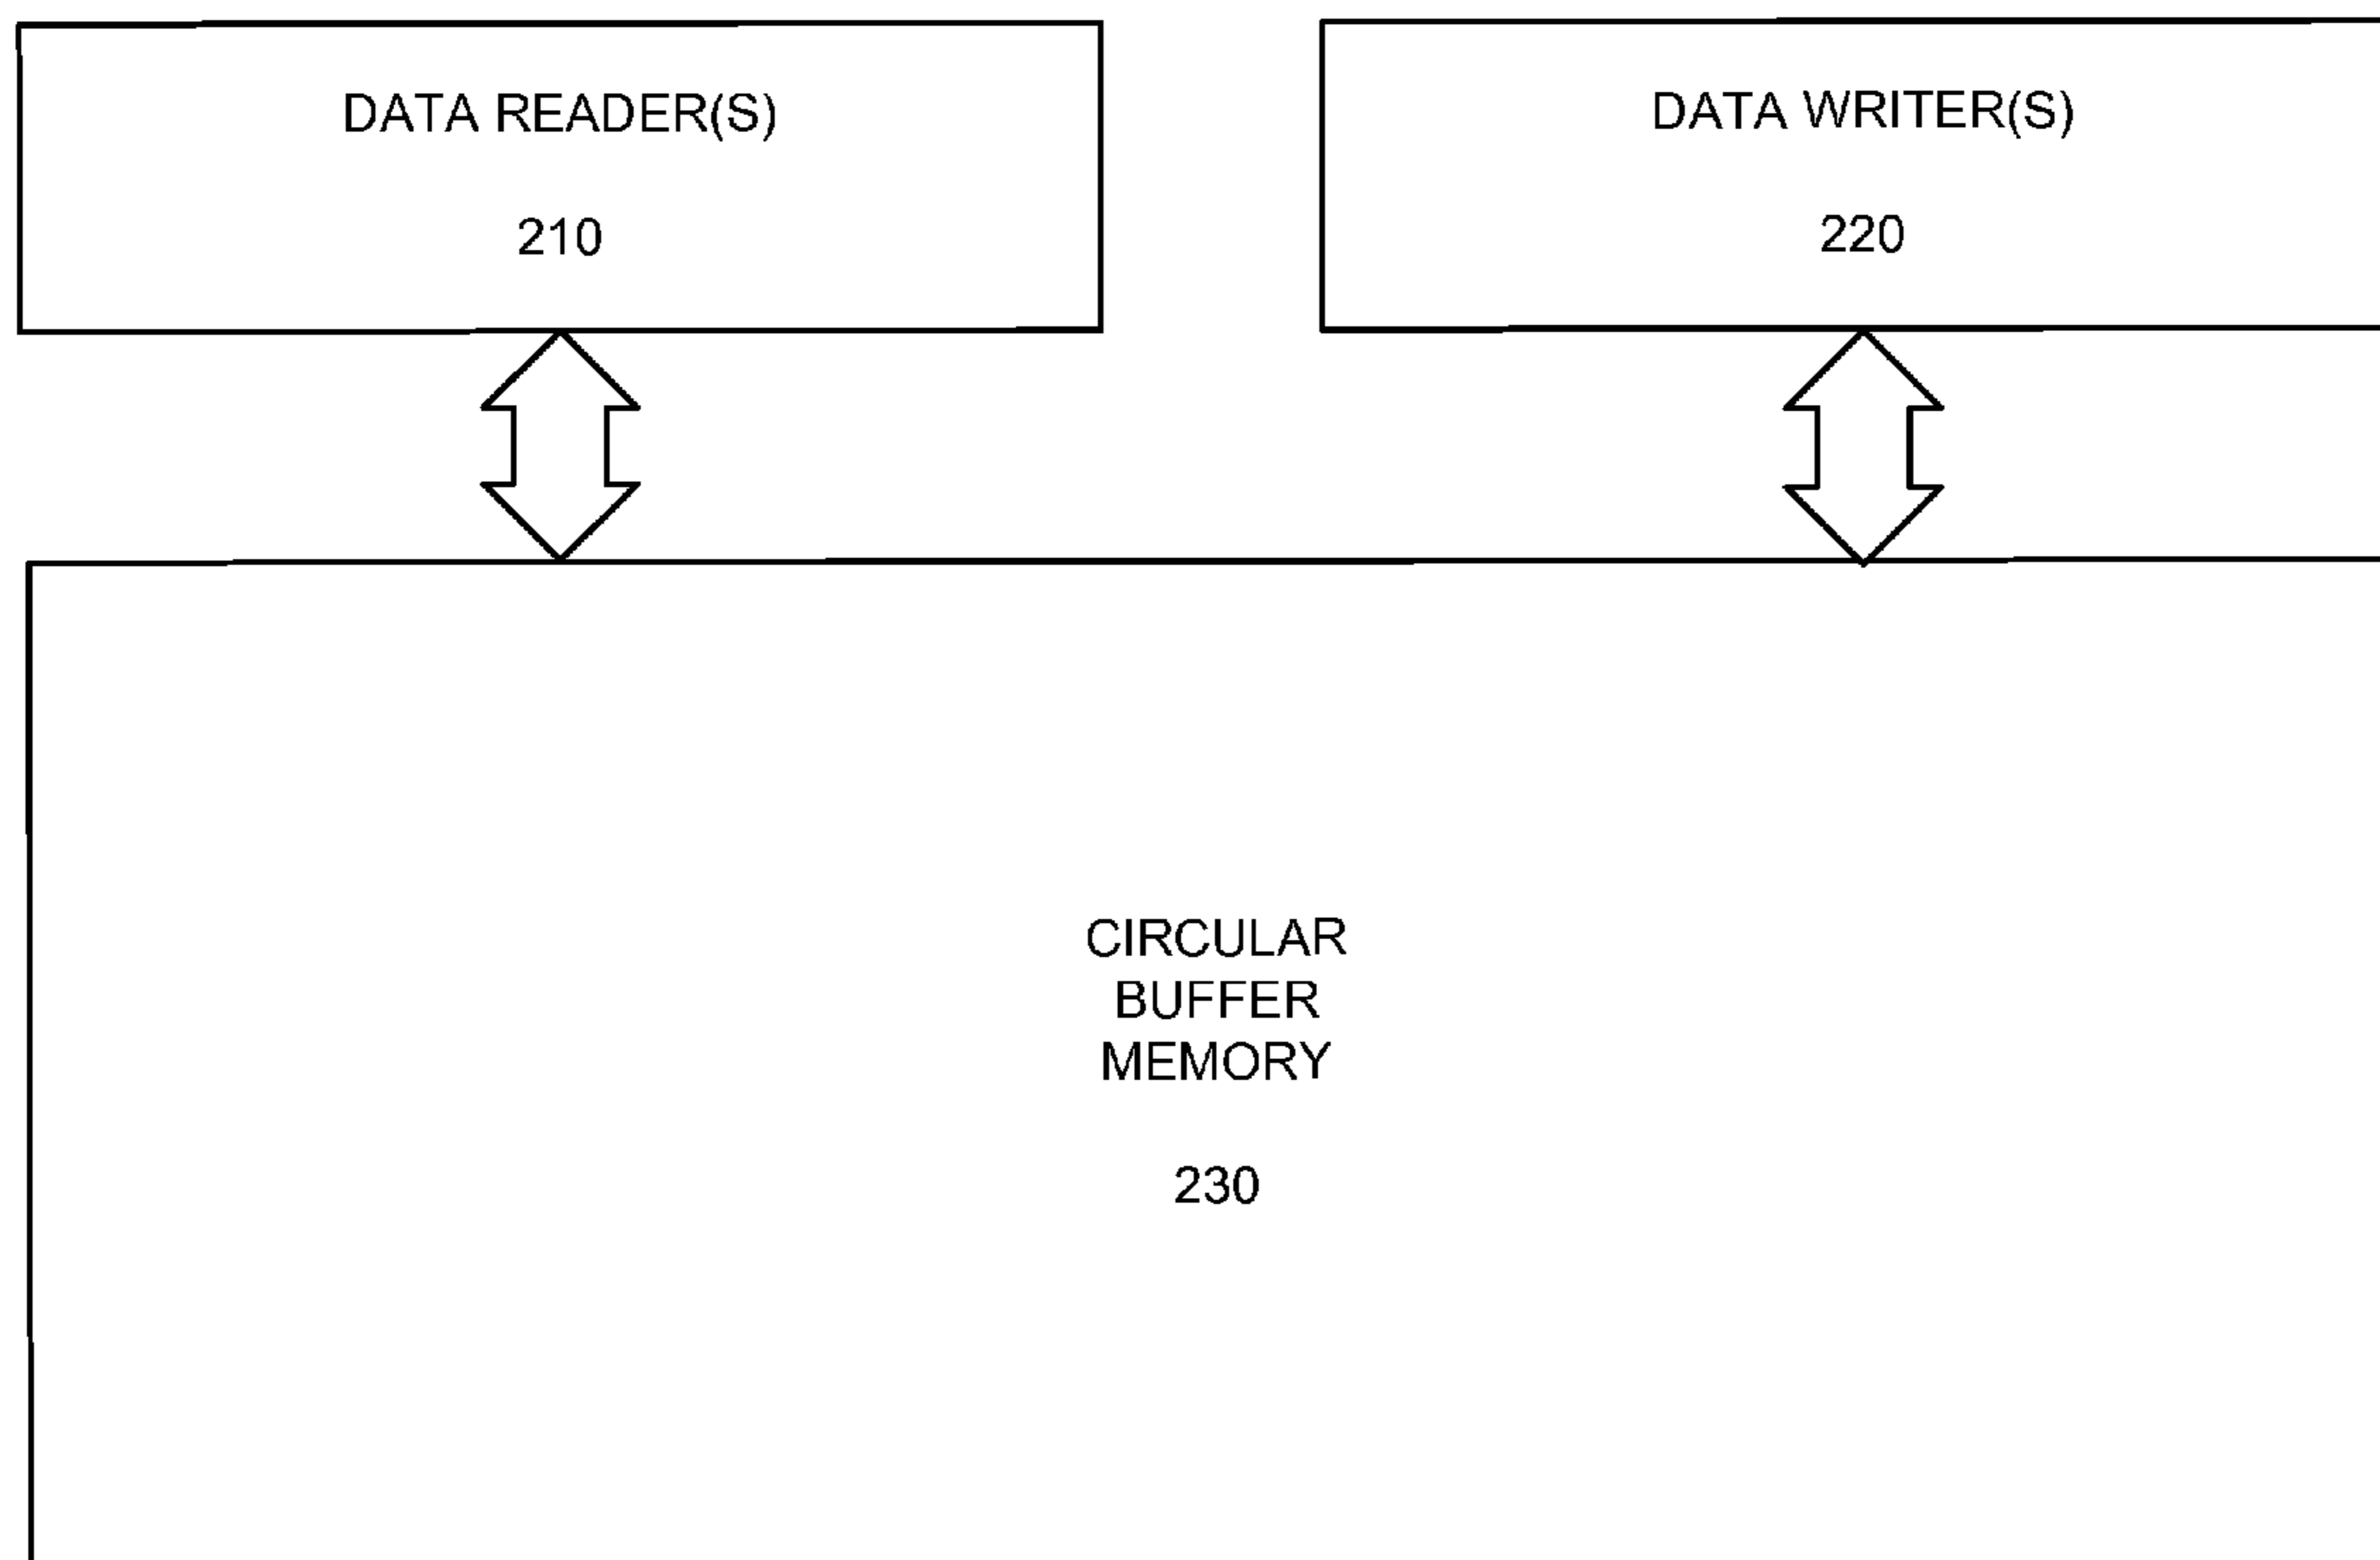 DATA READER(S)
210
DATA WRITER(S)
220
CIRCULAR
BUFFER
MEMORY
230